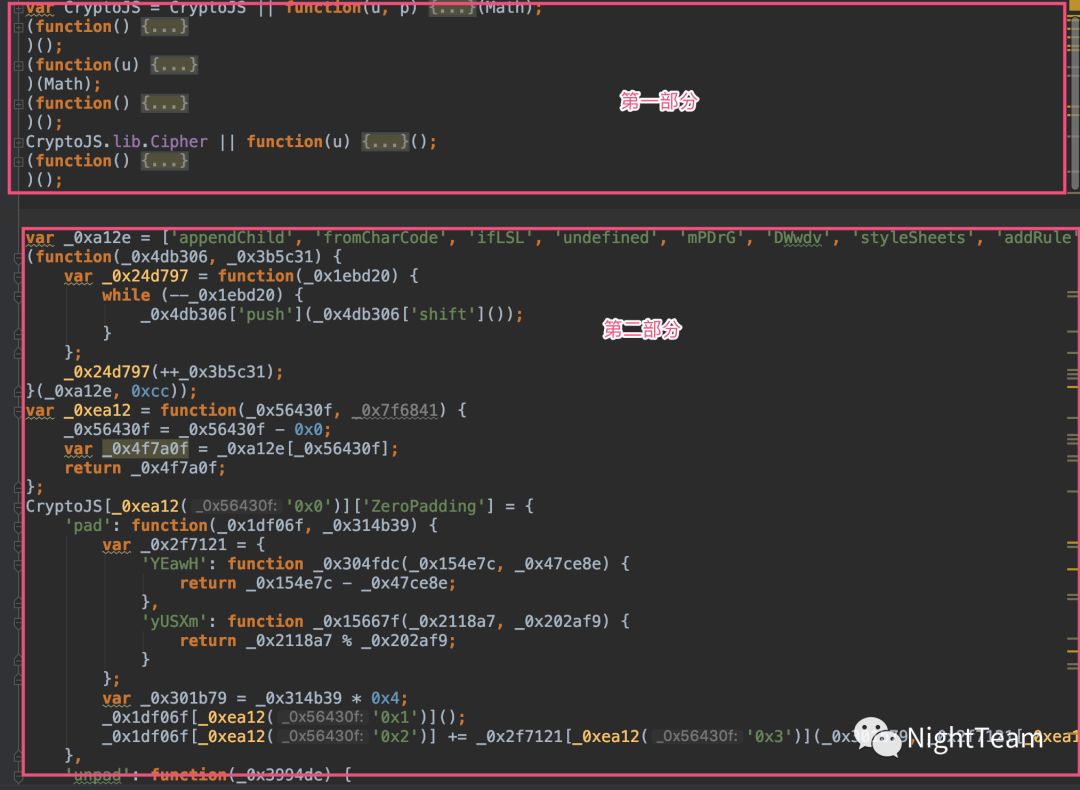 var CryptoJS = CryptoJS || function(u, p) {...}(Math);
(function() {...}
)();
(function(u) {...}
)(Math);
(function() {...}
)();
CryptoJS.lib.Cipher || function(u) {...}();
(function() {...}
)();
第一部分
var _0xa12e = ['appendChild', 'fromCharCode', 'ifLSL', 'undefined', 'mPDrG', 'DWwdv', 'styleSheets', 'addRule'
(function(_0x4db306, _0x3b5c31) {
    var _0x24d797 = function(_0x1ebd20) {
        while (--_0x1ebd20) {
            _0x4db306['push'](_0x4db306['shift']());
        }
    };
    _0x24d797(++_0x3b5c31);
}(_0xa12e, 0xcc));
第二部分
var _0xea12 = function(_0x56430f, _0x7f6841) {
    _0x56430f = _0x56430f - 0x0;
    var _0x4f7a0f = _0xa12e[_0x56430f];
    return _0x4f7a0f;
};
CryptoJS[_0xea12( _0x56430f: '0x0')]['ZeroPadding'] = {
    'pad': function(_0x1df06f, _0x314b39) {
        var _0x2f7121 = {
            'YEawH': function _0x304fdc(_0x154e7c, _0x47ce8e) {
                return _0x154e7c - _0x47ce8e;
            },
            'yUSXm': function _0x15667f(_0x2118a7, _0x202af9) {
                return _0x2118a7 % _0x202af9;
            }
        };
        var _0x301b79 = _0x314b39 * 0x4;
        _0x1df06f[_0xea12( _0x56430f: '0x1')]();
        _0x1df06f[_0xea12( _0x56430f: '0x2')] += _0x2f7121[_0xea12( _0x56430f: '0x3')](
    },
    'unpad': function(_0x3994de) {
NightTeam